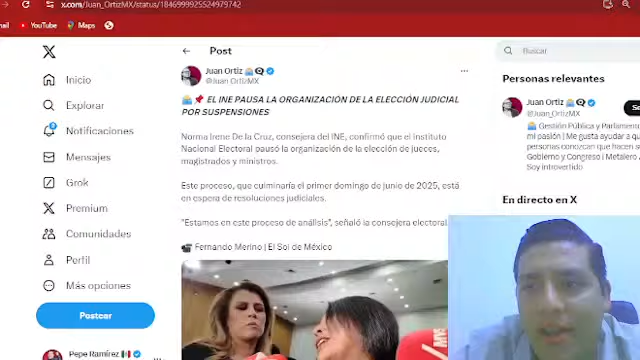 x.com/Juan_OrtizMX/status/1846999925524979742
YouTube
Maps
Post
Buscar
Inicio
Explorar
Notificaciones
Mensajes
Grok
Premium
Comunidades
Perfil
Más opciones
Postear
Pepe Ramírez
Juan Ortiz
@Juan_OrtizMX
EL INE PAUSA LA ORGANIZACIÓN DE LA ELECCIÓN JUDICIAL
POR SUSPENSIONES
Norma Irene De la Cruz, consejera del INE, confirmó que el Instituto
Nacional Electoral pausó la organización de la elección de jueces,
magistrados y ministros.
Este proceso, que culminaría el primer domingo de junio de 2025, está
en espera de resoluciones judiciales.
"Estamos en este proceso de análisis", señaló la consejera electoral.
Fernando Merino | El Sol de México
Personas relevantes
Juan Ortiz
@Juan_OrtizMX
Gestión Pública y Parlamento
mi pasión | Me gusta ayudar a que
personas conozcan que hacen su
Gobierno y Congreso | Metalero
Soy introvertido
En directo en X